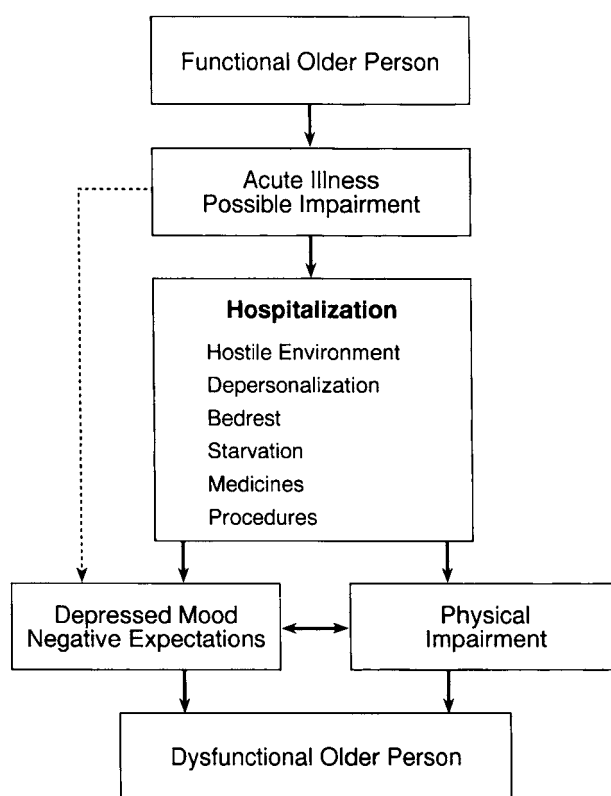 Functional Older Person
Acute Illness
Possible Impairment
Hospitalization
Hostile Environment
Depersonalization
Bedrest
Starvation
Medicines
Procedures
Depressed Mood
Negative Expectations
Physical
Impairment
Dysfunctional Older Person